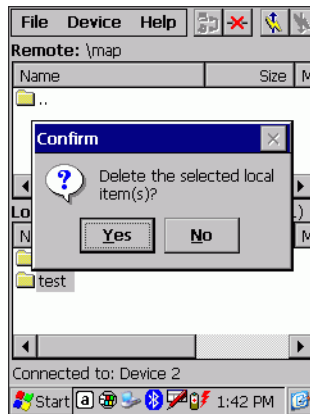 File Device Help
Remote: \map
Name Size M
..
Confirm
Delete the selected local
item(s)?
Lo .)
Yes No
N M
test
Connected to: Device 2
Start a 1:42 PM